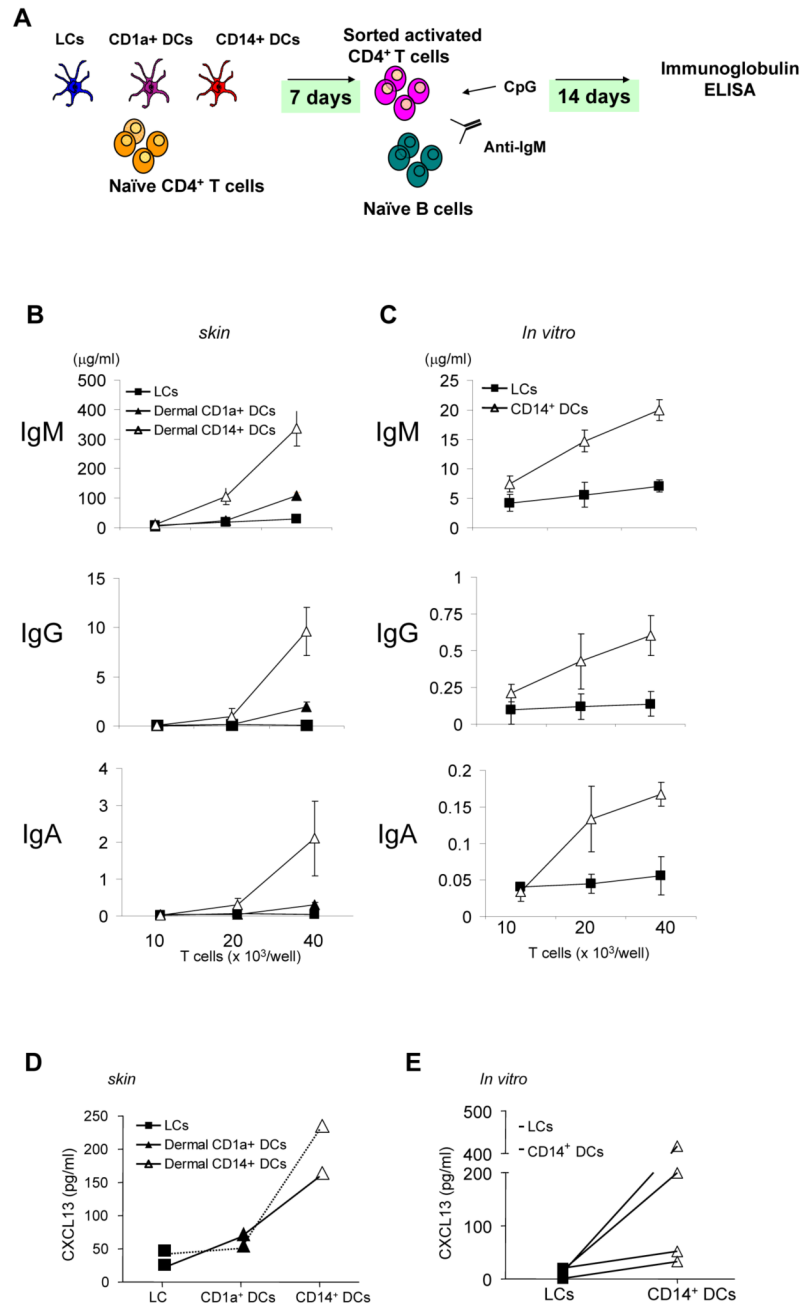 A
LCs CD1a+ DCs CD14+ DCs
Naïve CD4+ T cells
7 days
Sorted activated
CD4+ T cells
CpG
Anti-IgM
Naïve B cells
14 days
Immunoglobulin
ELISA
B
skin
(μg/ml)
IgM
500
400
300
200
100
0
LCs
Dermal CD1a+ DCs
Dermal CD14+ DCs
IgG
15
10
5
0
IgA
4
3
2
1
0
10 20 40
T cells (x 10³/well)
C
In vitro
(μg/ml)
IgM
25
20
15
10
5
0
LCs
CD14+ DCs
IgG
1
0.75
0.5
0.25
0
IgA
0.2
0.15
0.1
0.05
0
10 20 40
T cells (x 10³/well)
D
skin
CXCL13 (pg/ml)
250
200
150
100
50
0
LCs
Dermal CD1a+ DCs
Dermal CD14+ DCs
LC CD1a+ DCs CD14+ DCs
E
In vitro
CXCL13 (pg/ml)
500
400
200
100
0
LCs
CD14+ DCs
LCs CD14+ DCs